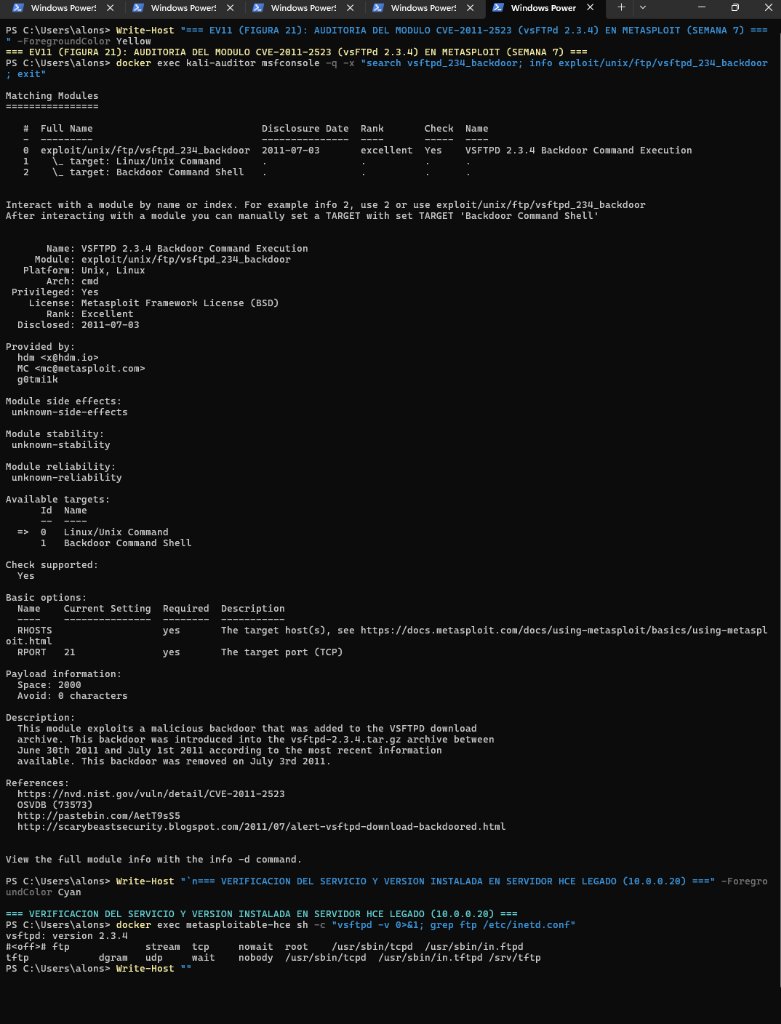 Windows PowerS Windows PowerS Windows PowerS Windows PowerS Windows Power
PS C:\Users\alons> Write-Host "=== EV11 (FIGURA 21): AUDITORIA DEL MODULO CVE-2011-2523 (vsFTPd 2.3.4) EN METASPLOIT (SEMANA 7) ===
" -ForegroundColor Yellow
=== EV11 (FIGURA 21): AUDITORIA DEL MODULO CVE-2011-2523 (vsFTPd 2.3.4) EN METASPLOIT (SEMANA 7) ===
PS C:\Users\alons> docker exec kali-auditor msfconsole -q -x "search vsftpd_234_backdoor; info exploit/unix/ftp/vsftpd_234_backdoor
; exit"

Matching Modules
================

   #  Full Name                             Disclosure Date  Rank       Check  Name
   -  ---------                             ---------------  ----       -----  ----
   0  exploit/unix/ftp/vsftpd_234_backdoor  2011-07-03       excellent  Yes    VSFTPD 2.3.4 Backdoor Command Execution
   1    \_ target: Linux/Unix Command       .                .          .      .
   2    \_ target: Backdoor Command Shell   .                .          .      .

Interact with a module by name or index. For example info 2, use 2 or use exploit/unix/ftp/vsftpd_234_backdoor
After interacting with a module you can manually set a TARGET with set TARGET 'Backdoor Command Shell'

       Name: VSFTPD 2.3.4 Backdoor Command Execution
     Module: exploit/unix/ftp/vsftpd_234_backdoor
   Platform: Unix, Linux
       Arch: cmd
 Privileged: Yes
    License: Metasploit Framework License (BSD)
       Rank: Excellent
  Disclosed: 2011-07-03

Provided by:
  hdm <x@hdm.io>
  MC <mc@metasploit.com>
  g0tmi1k

Module side effects:
 unknown-side-effects

Module stability:
 unknown-stability

Module reliability:
 unknown-reliability

Available targets:
      Id  Name
      --  ----
  =>  0   Linux/Unix Command
      1   Backdoor Command Shell

Check supported:
  Yes

Basic options:
  Name    Current Setting  Required  Description
  ----    ---------------  --------  -----------
  RHOSTS                   yes       The target host(s), see https://docs.metasploit.com/docs/using-metasploit/basics/using-metaspl
oit.html
  RPORT   21               yes       The target port (TCP)

Payload information:
  Space: 2000
  Avoid: 0 characters

Description:
  This module exploits a malicious backdoor that was added to the VSFTPD download
  archive. This backdoor was introduced into the vsftpd-2.3.4.tar.gz archive between
  June 30th 2011 and July 1st 2011 according to the most recent information
  available. This backdoor was removed on July 3rd 2011.

References:
  https://nvd.nist.gov/vuln/detail/CVE-2011-2523
  OSVDB (73573)
  http://pastebin.com/AetT9sS5
  http://scarybeastsecurity.blogspot.com/2011/07/alert-vsftpd-download-backdoored.html

View the full module info with the info -d command.

PS C:\Users\alons> Write-Host "`n=== VERIFICACION DEL SERVICIO Y VERSION INSTALADA EN SERVIDOR HCE LEGADO (10.0.0.20) ===" -Foregro
undColor Cyan

=== VERIFICACION DEL SERVICIO Y VERSION INSTALADA EN SERVIDOR HCE LEGADO (10.0.0.20) ===
PS C:\Users\alons> docker exec metasploitable-hce sh -c "vsftpd -v 0>&1; grep ftp /etc/inetd.conf"
vsftpd: version 2.3.4
#<off># ftp             stream  tcp     nowait  root    /usr/sbin/tcpd  /usr/sbin/in.ftpd
tftp            dgram   udp     wait    nobody  /usr/sbin/tcpd  /usr/sbin/in.tftpd /srv/tftp
PS C:\Users\alons> Write-Host ""